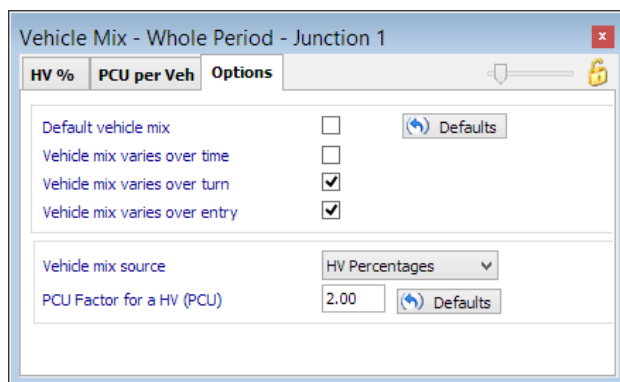 Vehicle Mix - Whole Period - Junction 1 x
HV % PCU per Veh Options
Default vehicle mix Defaults
Vehicle mix varies over time
Vehicle mix varies over turn
Vehicle mix varies over entry
Vehicle mix source HV Percentages
PCU Factor for a HV (PCU) 2.00 Defaults